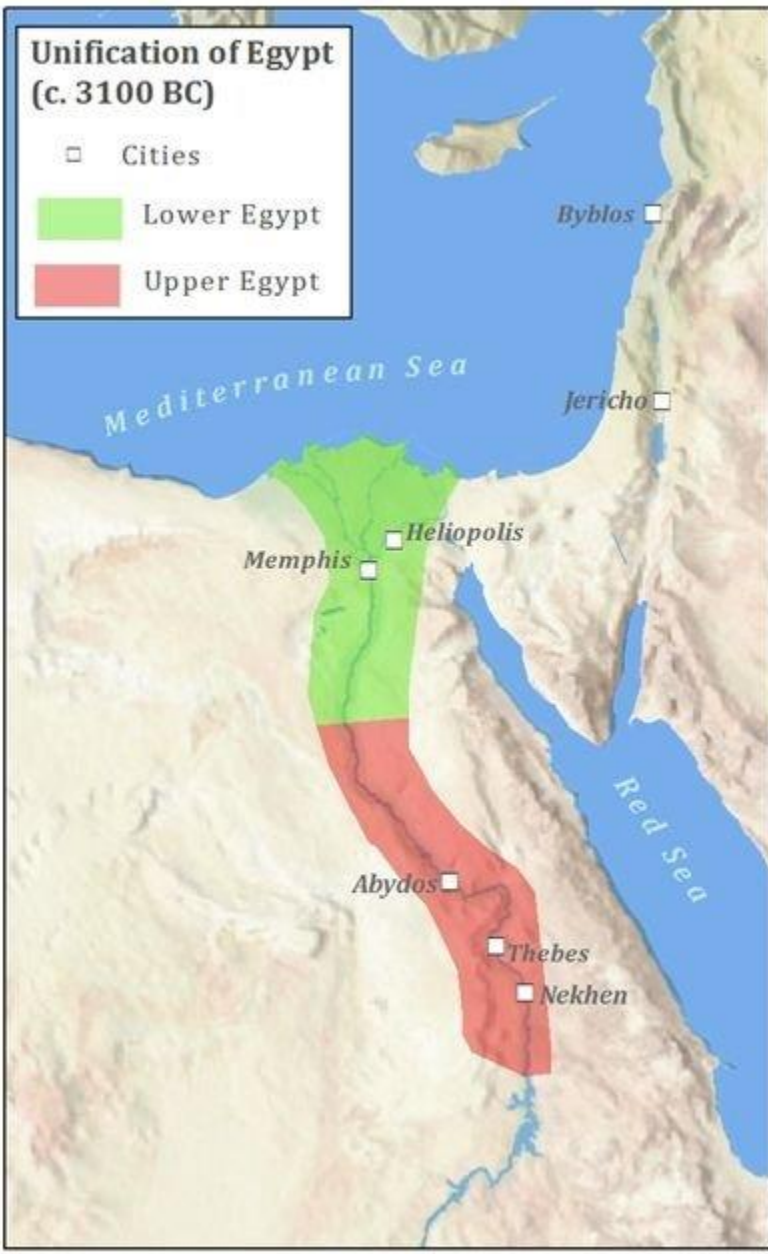 Unification of Egypt
(c. 3100 BC)
Cities
Lower Egypt
Upper Egypt
Byblos
Mediterranean Sea
Jericho
Heliopolis
Memphis
Red Sea
Abydos
Thebes
Nekhen